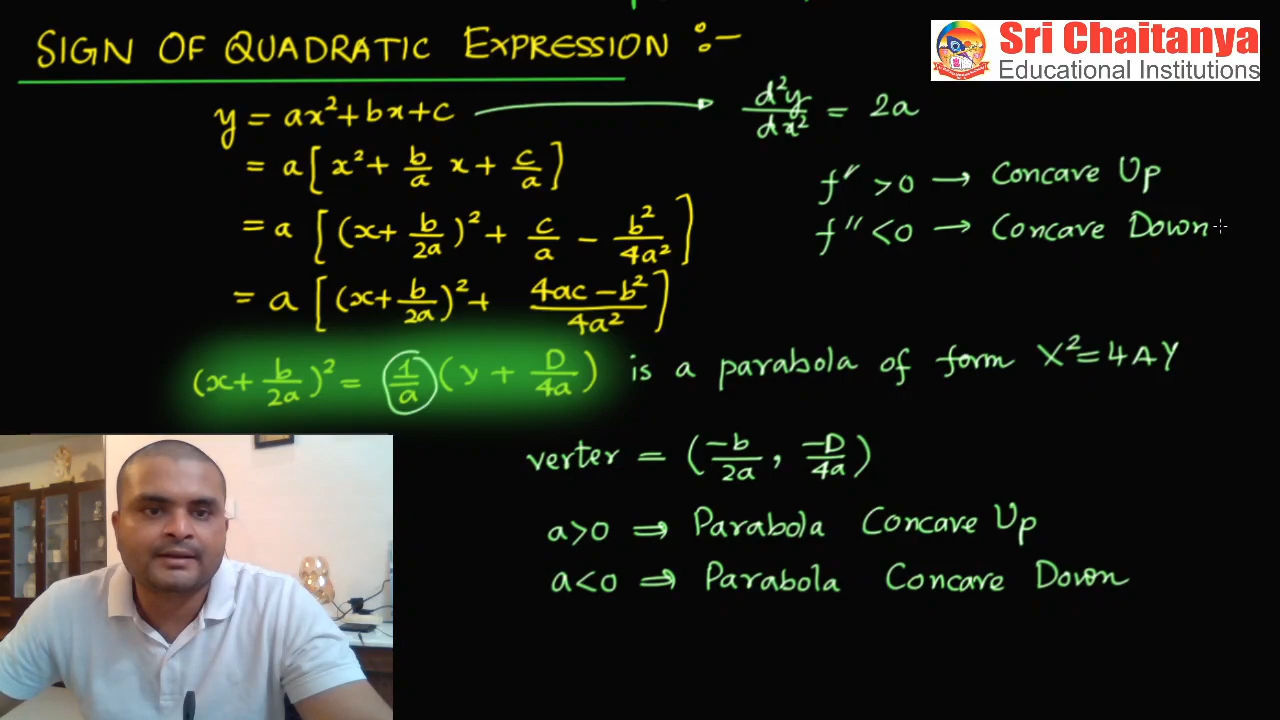 SIGN OF QUADRATIC EXPRESSION :-
Sri Chaitanya
Educational Institutions
y = ax²+bx+c ⟶ d²y/dx² = 2a
= a[x²+ b/a x + c/a]
f″ >0 → Concave Up
= a[(x+ b/2a)² + c/a - b²/4a²]
f″ <0 → Concave Down
= a[(x+ b/2a)²+ 4ac-b²/4a²]
(x+ b/2a)² = 1/a (y + D/4a) is a parabola of form X²=4AY
verter = (-b/2a, -D/4a)
a>0 ⇒ Parabola Concave Up
a<0 ⇒ Parabola Concave Down